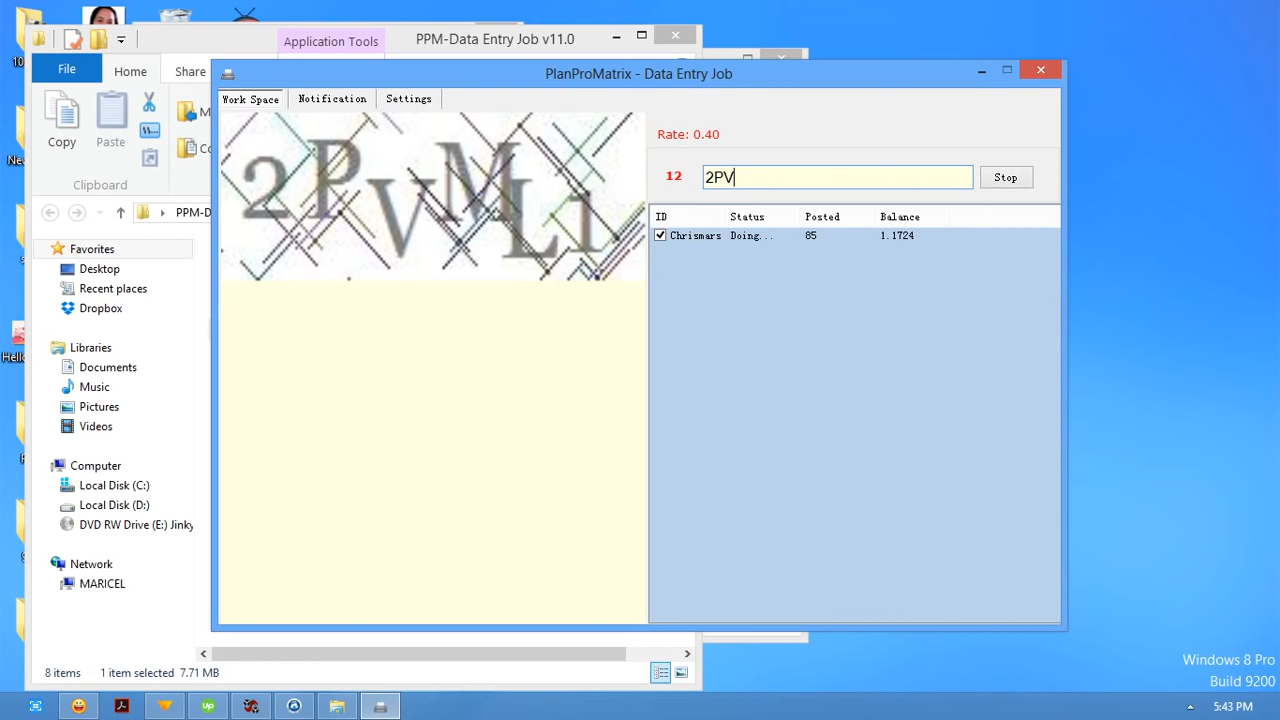 10
PPM-Data Entry Job v11.0
Application Tools
File
Home
Share
Copy
Paste
Clipboard
PlanProMatrix - Data Entry Job
Work Space Notification Settings
Rate: 0.40
12 2PV Stop
ID Status Posted Balance
Chrismars Doing... 85 1.1724
PPM-D
Favorites
Desktop
Recent places
Dropbox
Libraries
Documents
Music
Pictures
Videos
Computer
Local Disk (C:)
Local Disk (D:)
DVD RW Drive (E:) Jinky
Network
MARICEL
8 items 1 item selected 7.71 MB
Windows 8 Pro
Build 9200
Up
5:43 PM